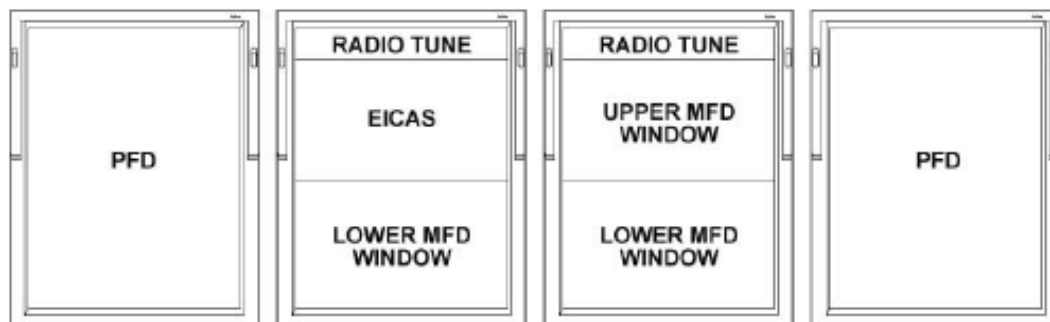 PFD
RADIO TUNE
EICAS
LOWER MFD
WINDOW
RADIO TUNE
UPPER MFD
WINDOW
LOWER MFD
WINDOW
PFD